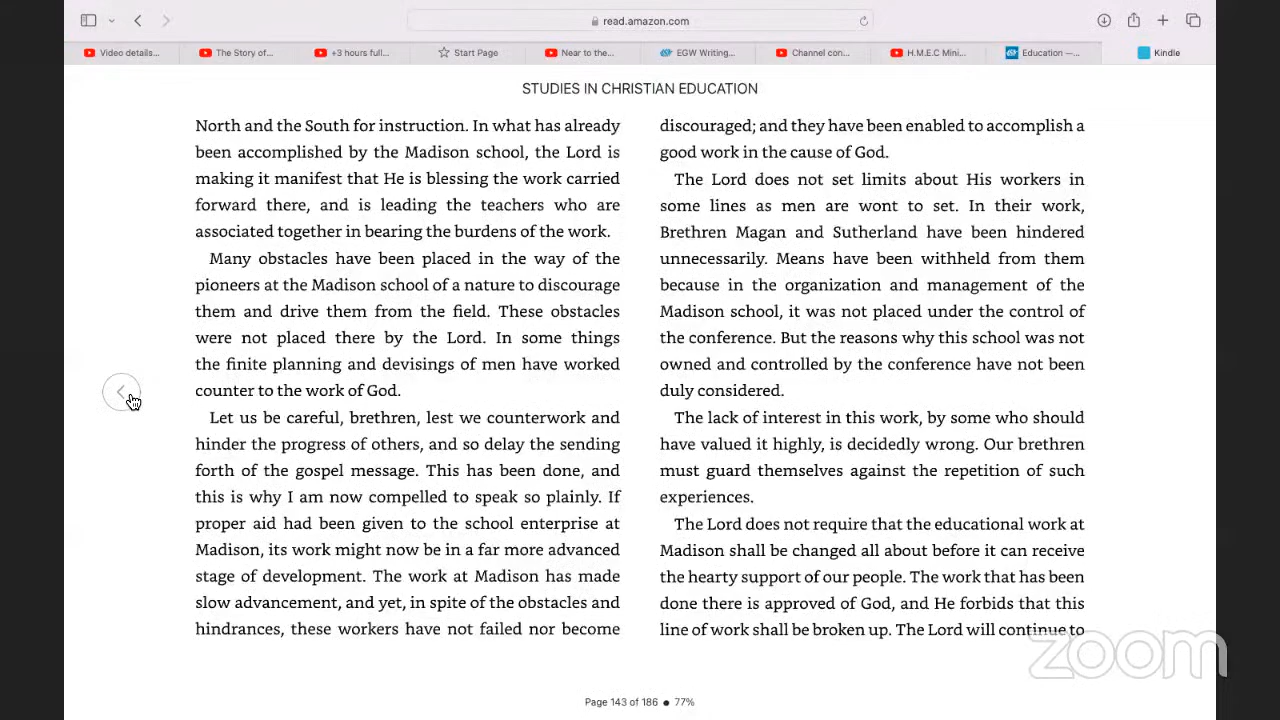 read.amazon.com
Video details...
The Story of...
+3 hours full...
Start Page
Near to the...
EGW Writing...
Channel con...
H.M.E.C Mini...
Education —...
Kindle
STUDIES IN CHRISTIAN EDUCATION
North and the South for instruction. In what has already
been accomplished by the Madison school, the Lord is
making it manifest that He is blessing the work carried
forward there, and is leading the teachers who are
associated together in bearing the burdens of the work.
Many obstacles have been placed in the way of the
pioneers at the Madison school of a nature to discourage
them and drive them from the field. These obstacles
were not placed there by the Lord. In some things
the finite planning and devisings of men have worked
counter to the work of God.
Let us be careful, brethren, lest we counterwork and
hinder the progress of others, and so delay the sending
forth of the gospel message. This has been done, and
this is why I am now compelled to speak so plainly. If
proper aid had been given to the school enterprise at
Madison, its work might now be in a far more advanced
stage of development. The work at Madison has made
slow advancement, and yet, in spite of the obstacles and
hindrances, these workers have not failed nor become
discouraged; and they have been enabled to accomplish a
good work in the cause of God.
The Lord does not set limits about His workers in
some lines as men are wont to set. In their work,
Brethren Magan and Sutherland have been hindered
unnecessarily. Means have been withheld from them
because in the organization and management of the
Madison school, it was not placed under the control of
the conference. But the reasons why this school was not
owned and controlled by the conference have not been
duly considered.
The lack of interest in this work, by some who should
have valued it highly, is decidedly wrong. Our brethren
must guard themselves against the repetition of such
experiences.
The Lord does not require that the educational work at
Madison shall be changed all about before it can receive
the hearty support of our people. The work that has been
done there is approved of God, and He forbids that this
line of work shall be broken up. The Lord will continue to
zoom
Page 143 of 186 ● 77%